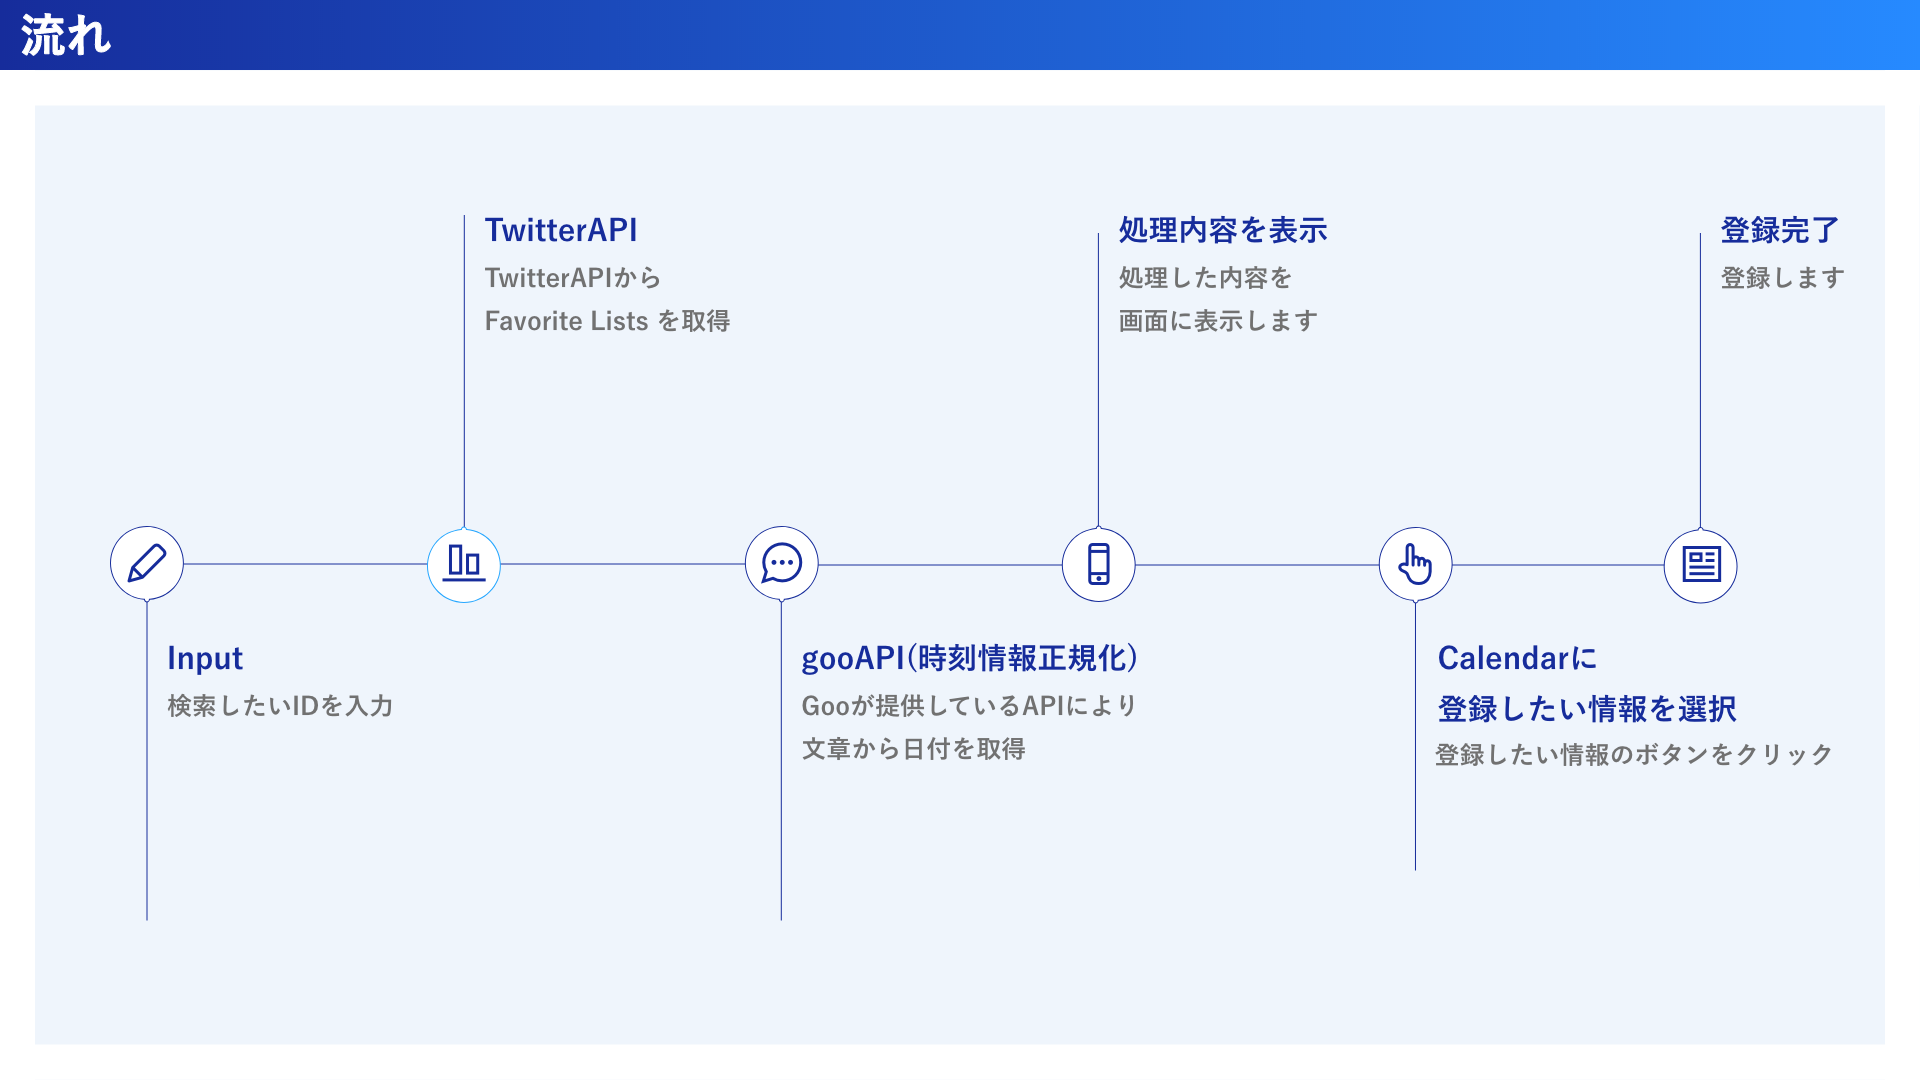 流れ
Input
検索したいIDを入力
TwitterAPI
TwitterAPIから
Favorite Lists を取得
gooAPI(時刻情報正規化)
Gooが提供しているAPIにより
文章から日付を取得
処理内容を表示
処理した内容を
画面に表示します
Calendarに
登録したい情報を選択
登録したい情報のボタンをクリック
登録完了
登録します